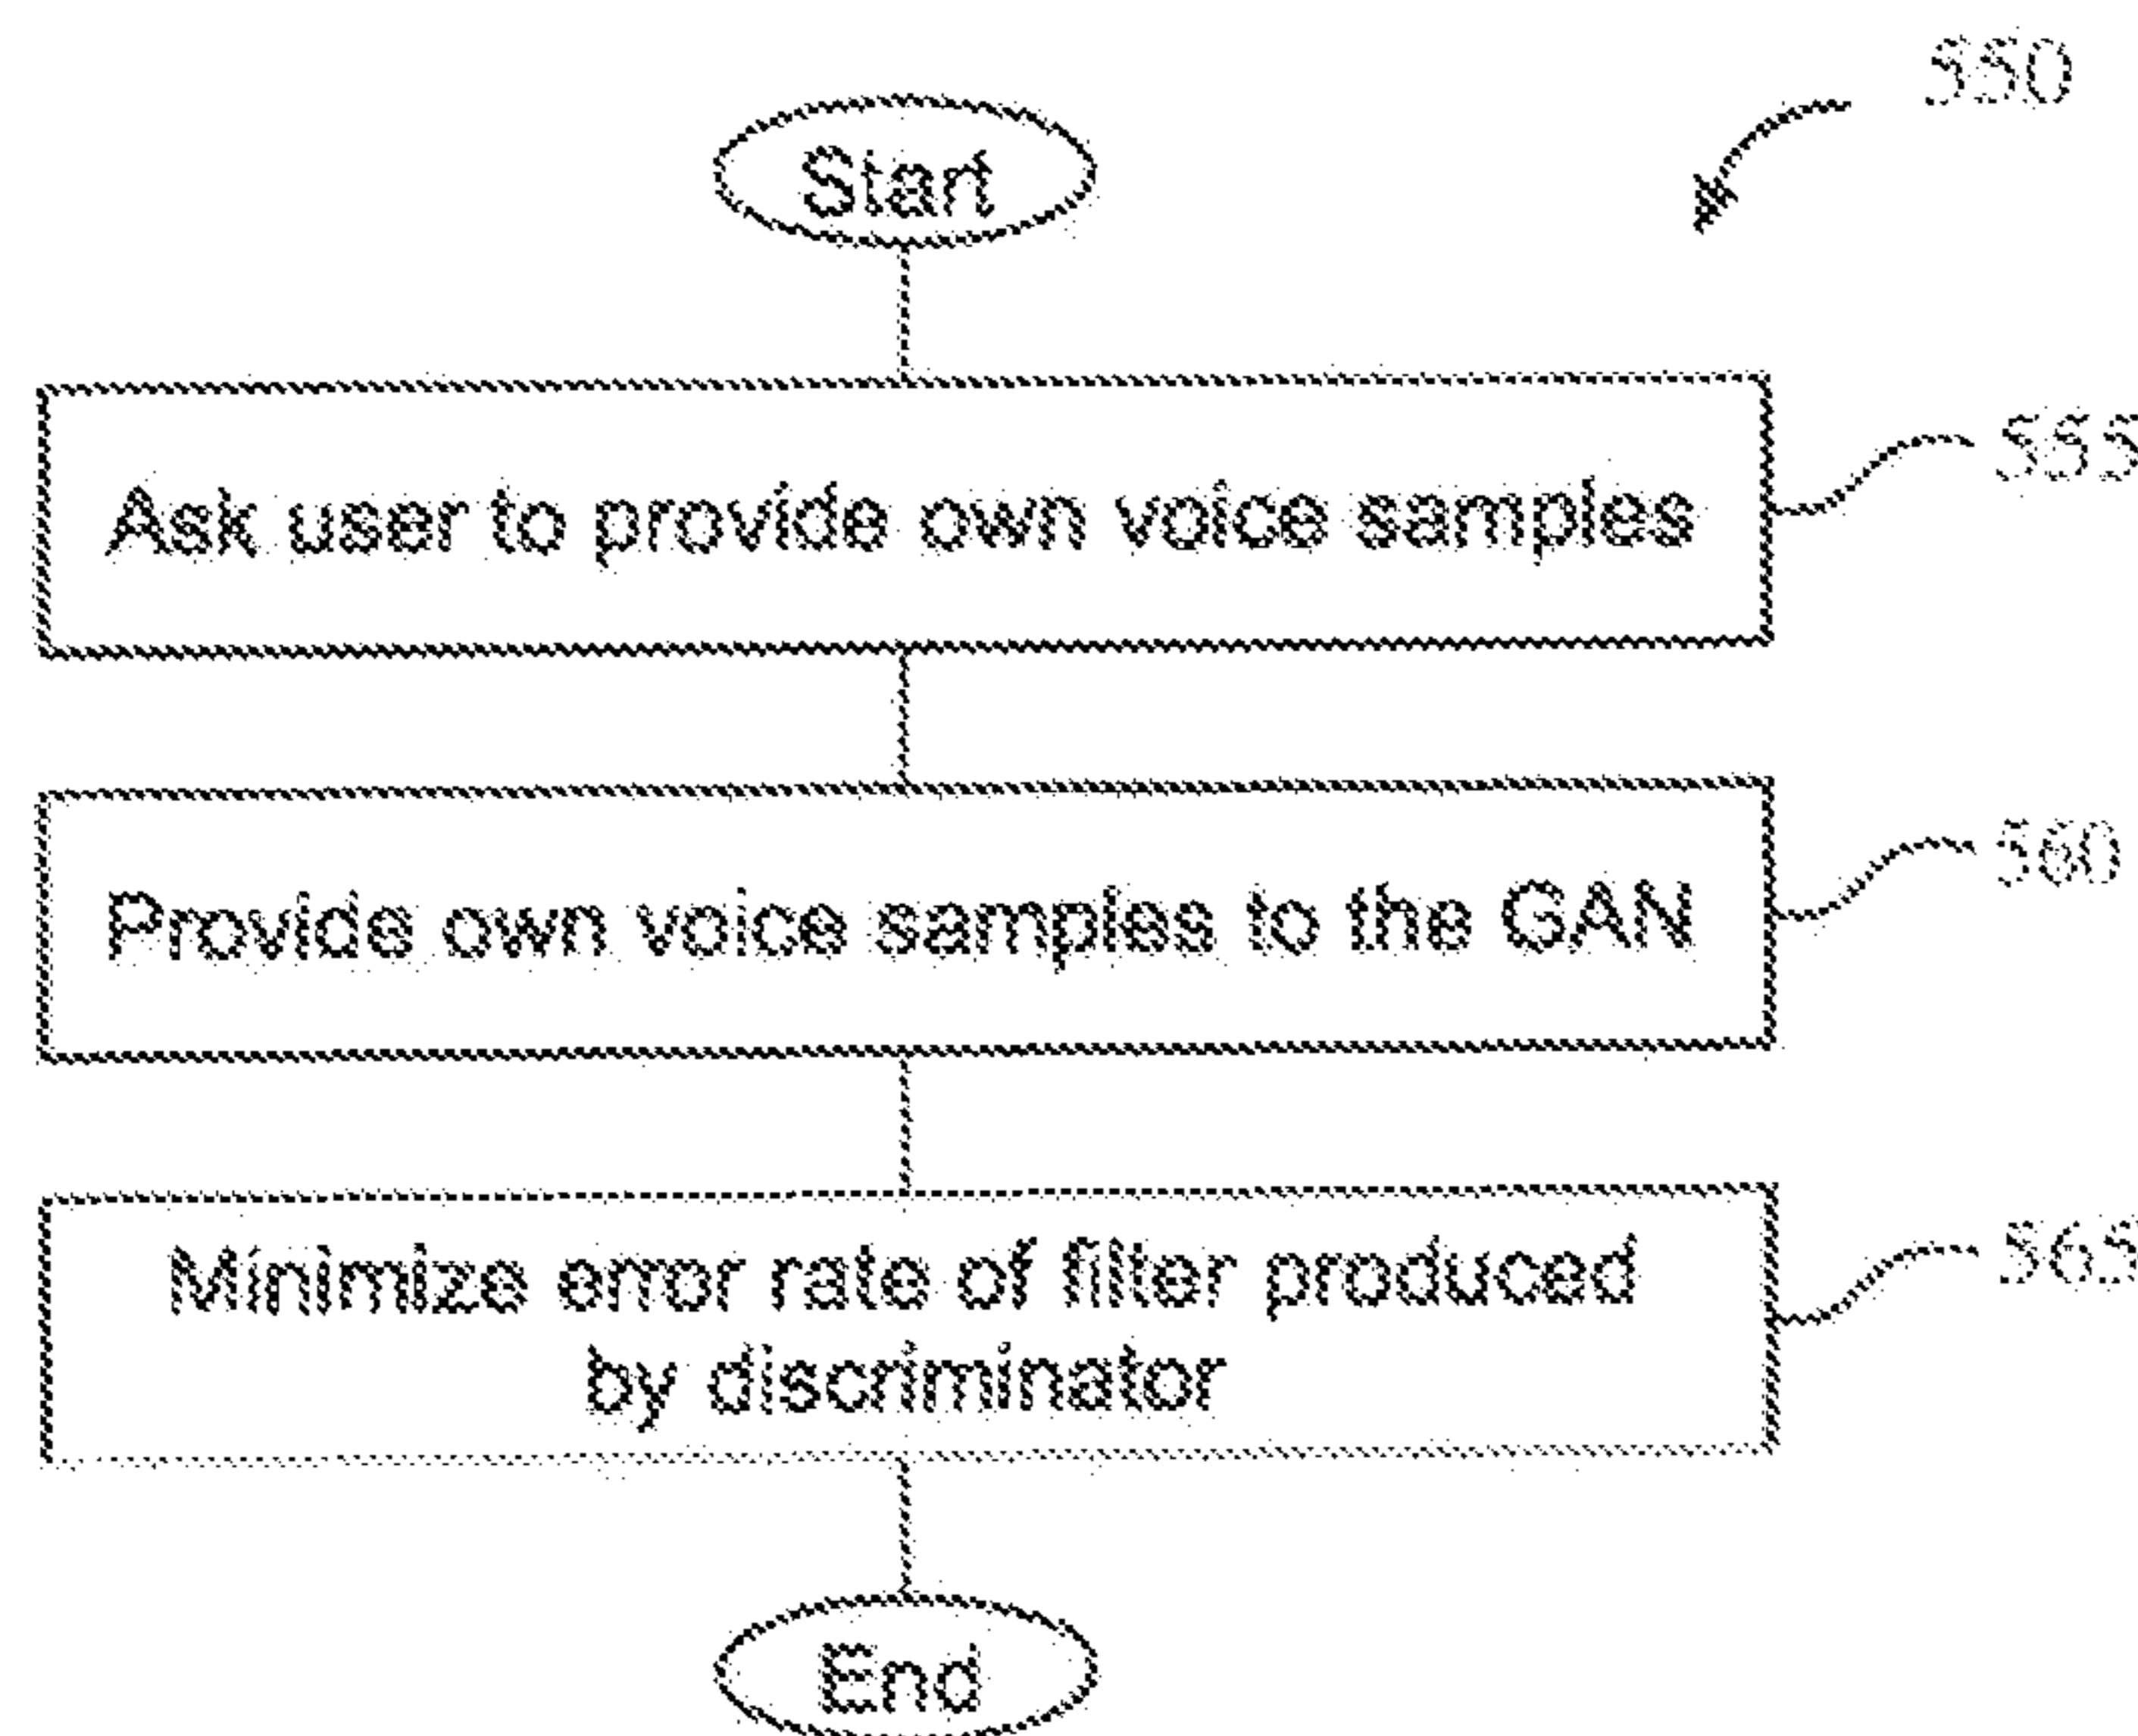 550
Start
Ask user to provide own voice samples
555
Provide own voice samples to the GAN
560
Minimize error rate of filter produced
by discriminator
565
End